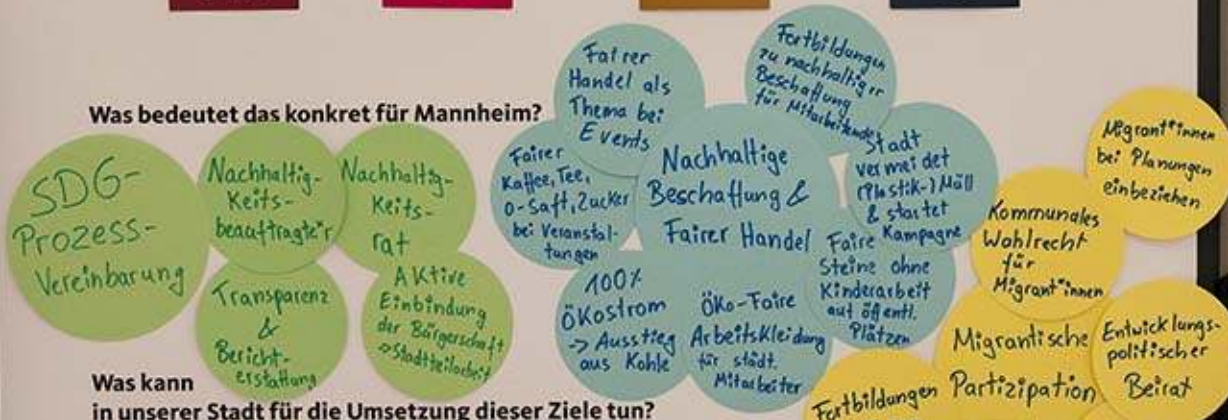 Was bedeutet das konkret für Mannheim?
SDG-
Prozess-
Vereinbarung
Nachhaltig-
Keits-
beauftragte*r
Nachhaltig-
Keits-
rat
Transparenz
&
Bericht-
erstattung
Aktive
Einbindung
der Bürgerschaft
->Stadtteilarbeit
Fairer
Handel als
Thema bei
Events
Fairer
Kaffee, Tee,
O-Saft, Zucker
bei Veranstal-
tungen
Nachhaltige
Beschaffung &
Fairer Handel
Fortbildungen
zu nachhaltiger
Beschaffung
für Mitarbeitende
Stadt
vermeidet
(Plastik-) Müll
& startet
Kampagne
100%
Ökostrom
-> Ausstieg
aus Kohle
Öko-Faire
Arbeitskleidung
für städt.
Mitarbeiter
Faire
Steine ohne
Kinderarbeit
auf öffentl.
Plätzen
Migrant*innen
bei Planungen
einbeziehen
Kommunales
Wahlrecht
für
Migrant*innen
Migrantische
Partizipation
Entwicklungs-
politischer
Beirat
Fortbildungen
Was kann
in unserer Stadt für die Umsetzung dieser Ziele tun?